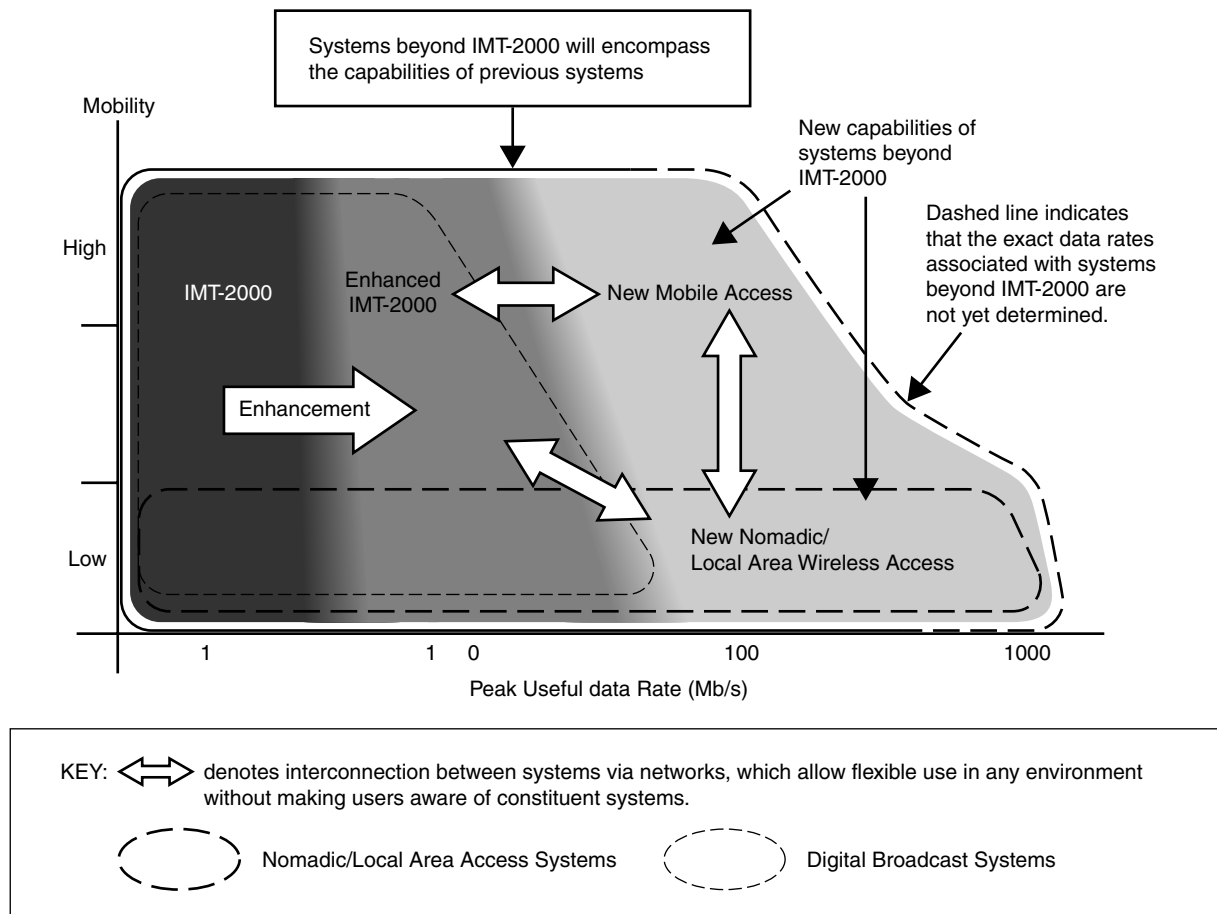 Systems beyond IMT-2000 will encompass
the capabilities of previous systems
Mobility
New capabilities of
systems beyond
IMT-2000
Dashed line indicates
that the exact data rates
associated with systems
beyond IMT-2000 are
not yet determined.
High
IMT-2000
Enhanced
IMT-2000
New Mobile Access
Enhancement
Low
New Nomadic/
Local Area Wireless Access
1 1 0 100 1000
Peak Useful data Rate (Mb/s)
KEY: denotes interconnection between systems via networks, which allow flexible use in any environment
without making users aware of constituent systems.
Nomadic/Local Area Access Systems
Digital Broadcast Systems